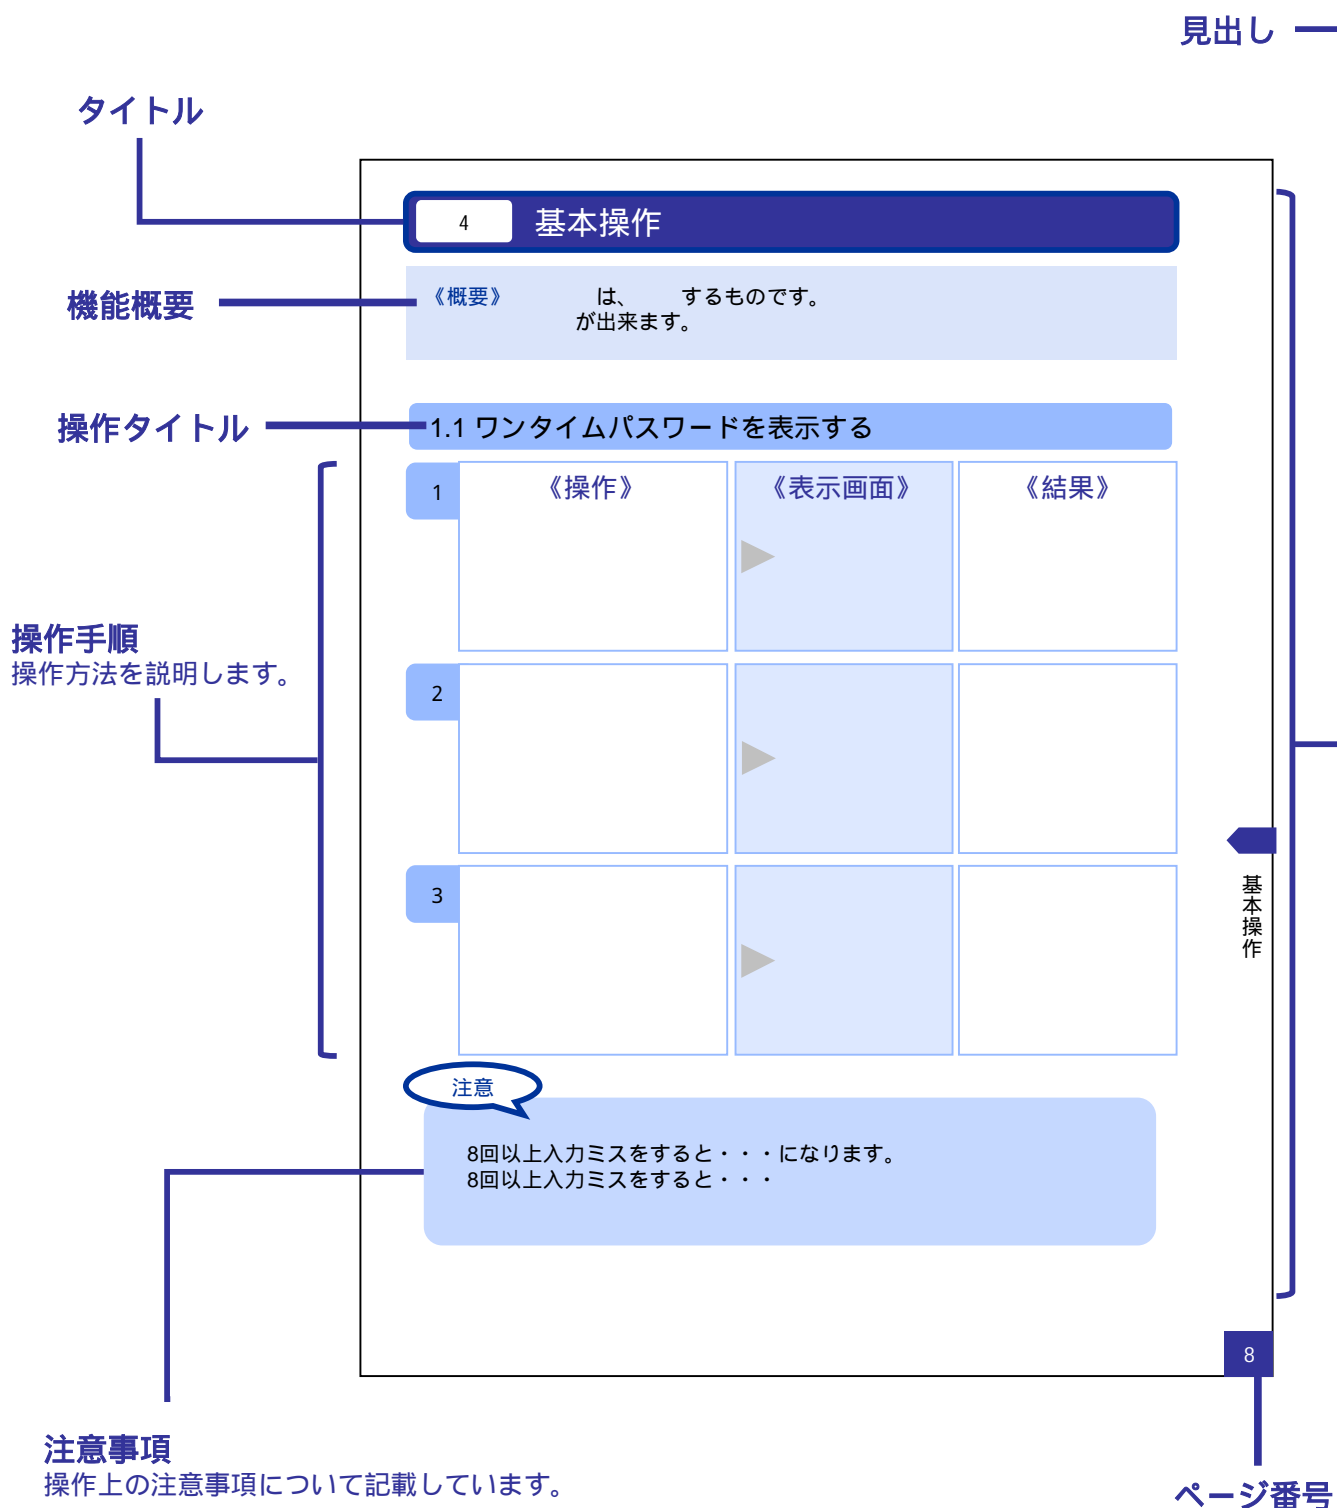 見出し
タイトル
4 基本操作
機能概要
《概要》 は、 するものです。
が出来ます。
操作タイトル
1.1 ワンタイムパスワードを表示する
1 《操作》 《表示画面》 《結果》
操作手順
操作方法を説明します。
2
3
基本操作
注意
8回以上入力ミスをすると・・・になります。
8回以上入力ミスをすると・・・
8
注意事項
操作上の注意事項について記載しています。
ページ番号